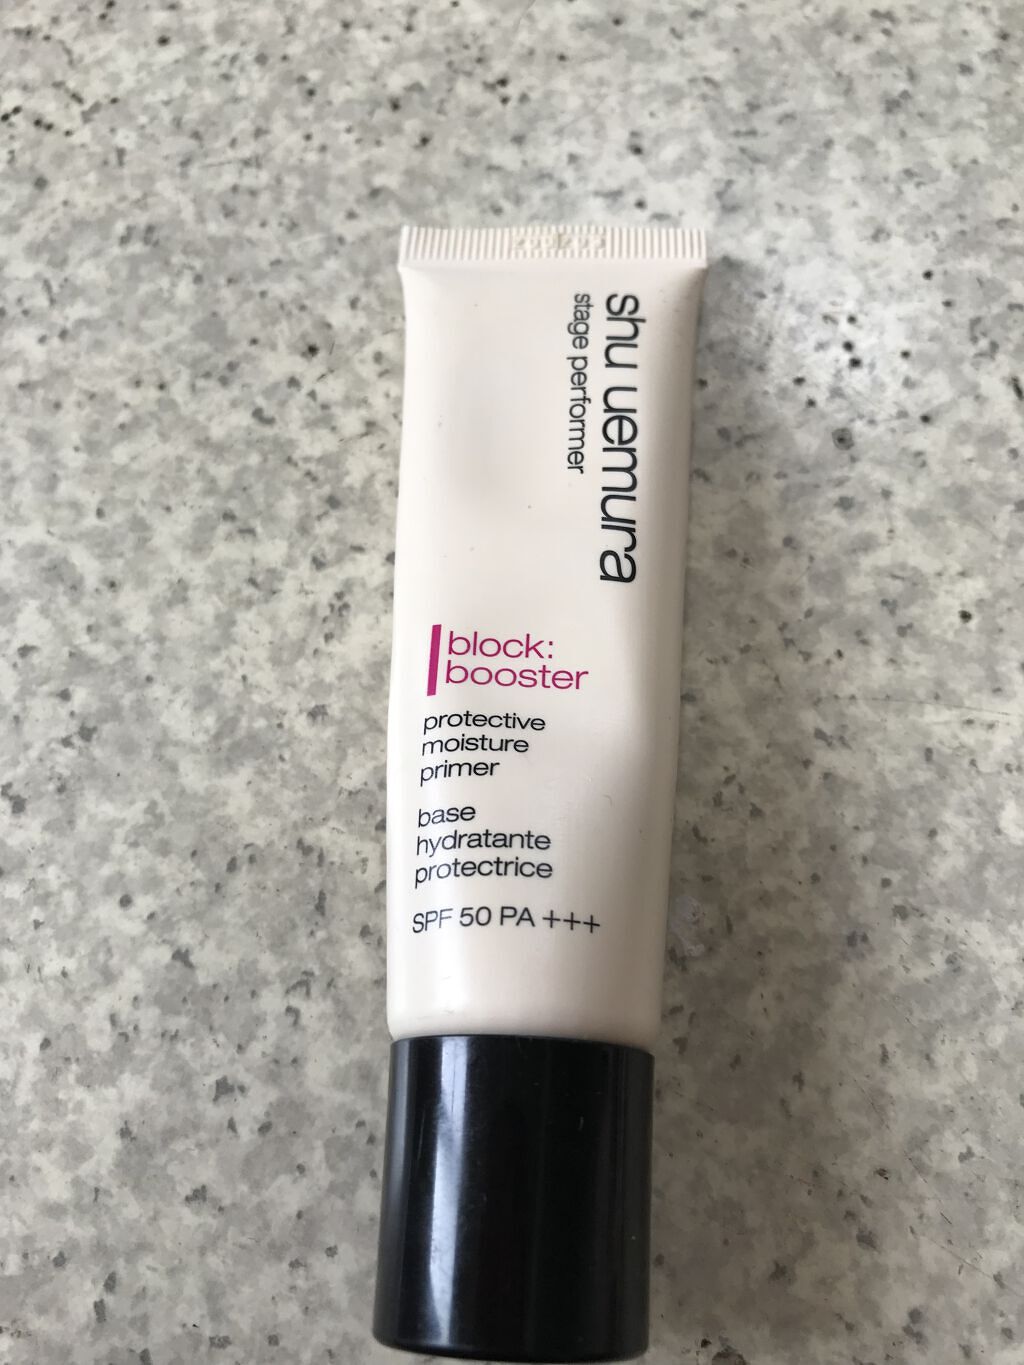 shu uemura
stage performer
block:
booster
protective
moisture
primer
base
hydratante
protectrice
SPF 50 PA +++